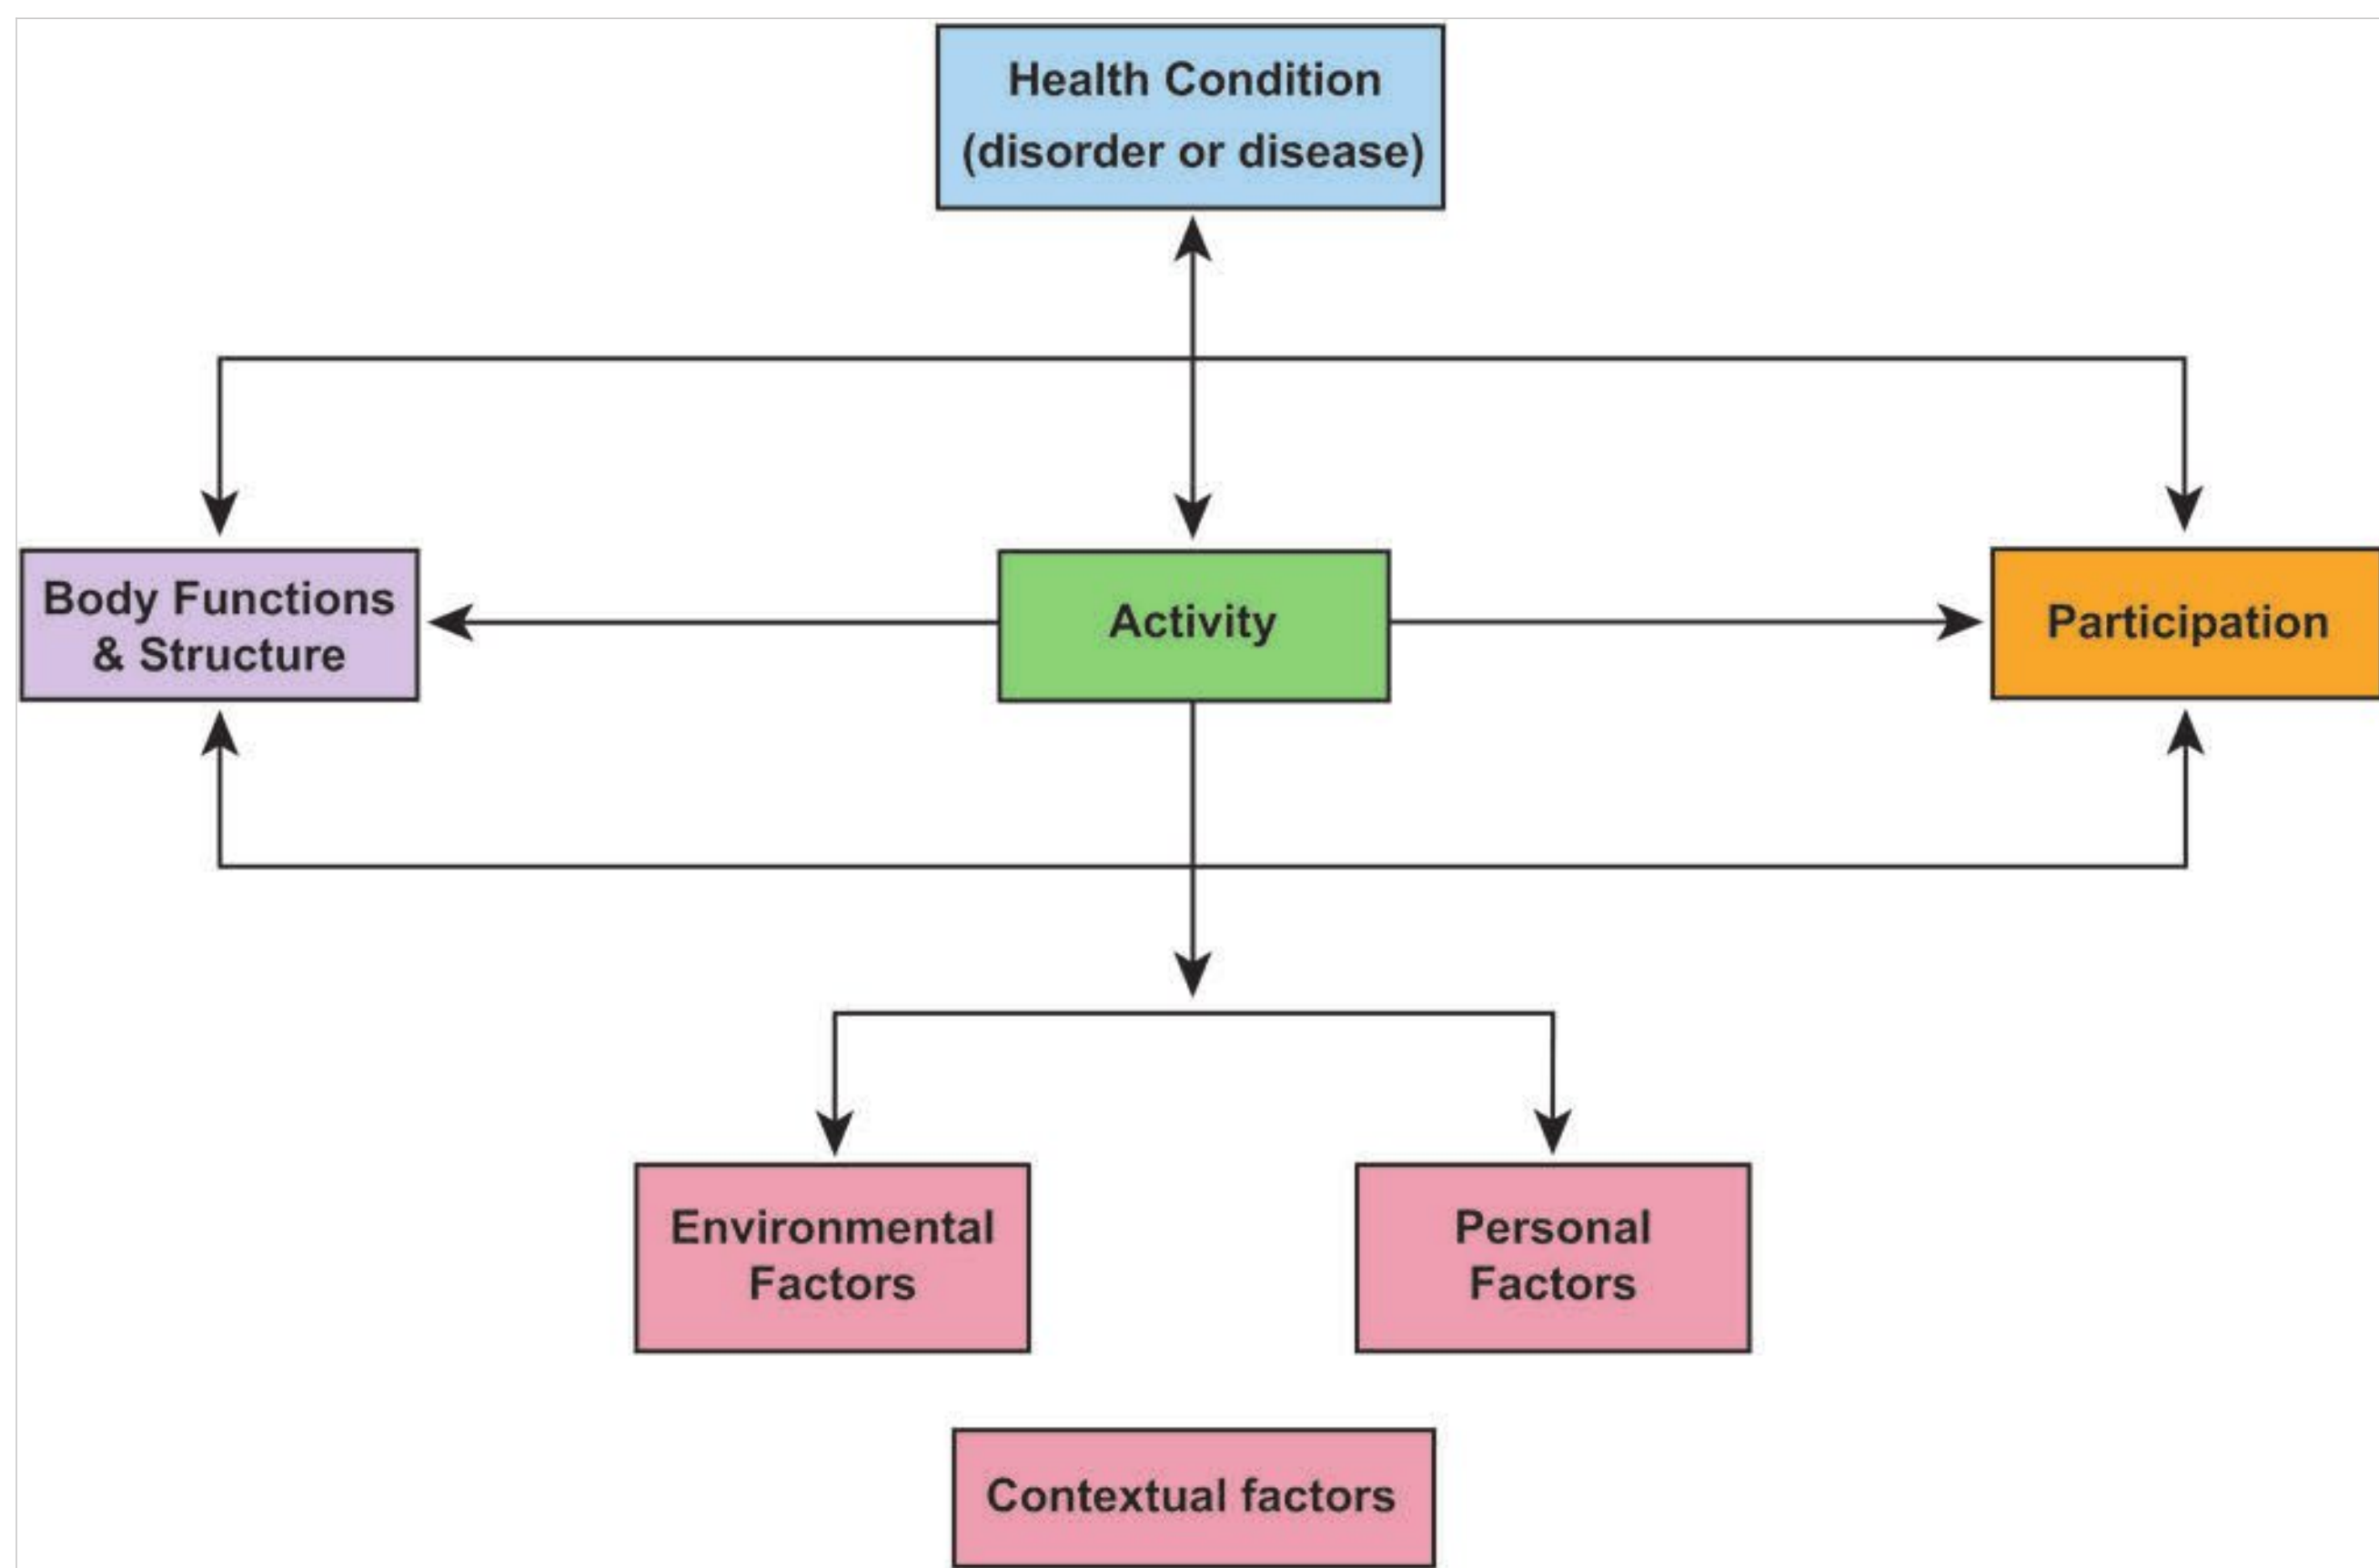 Health Condition
(disorder or disease)
Body Functions
& Structure
Activity
Participation
Environmental
Factors
Personal
Factors
Contextual factors